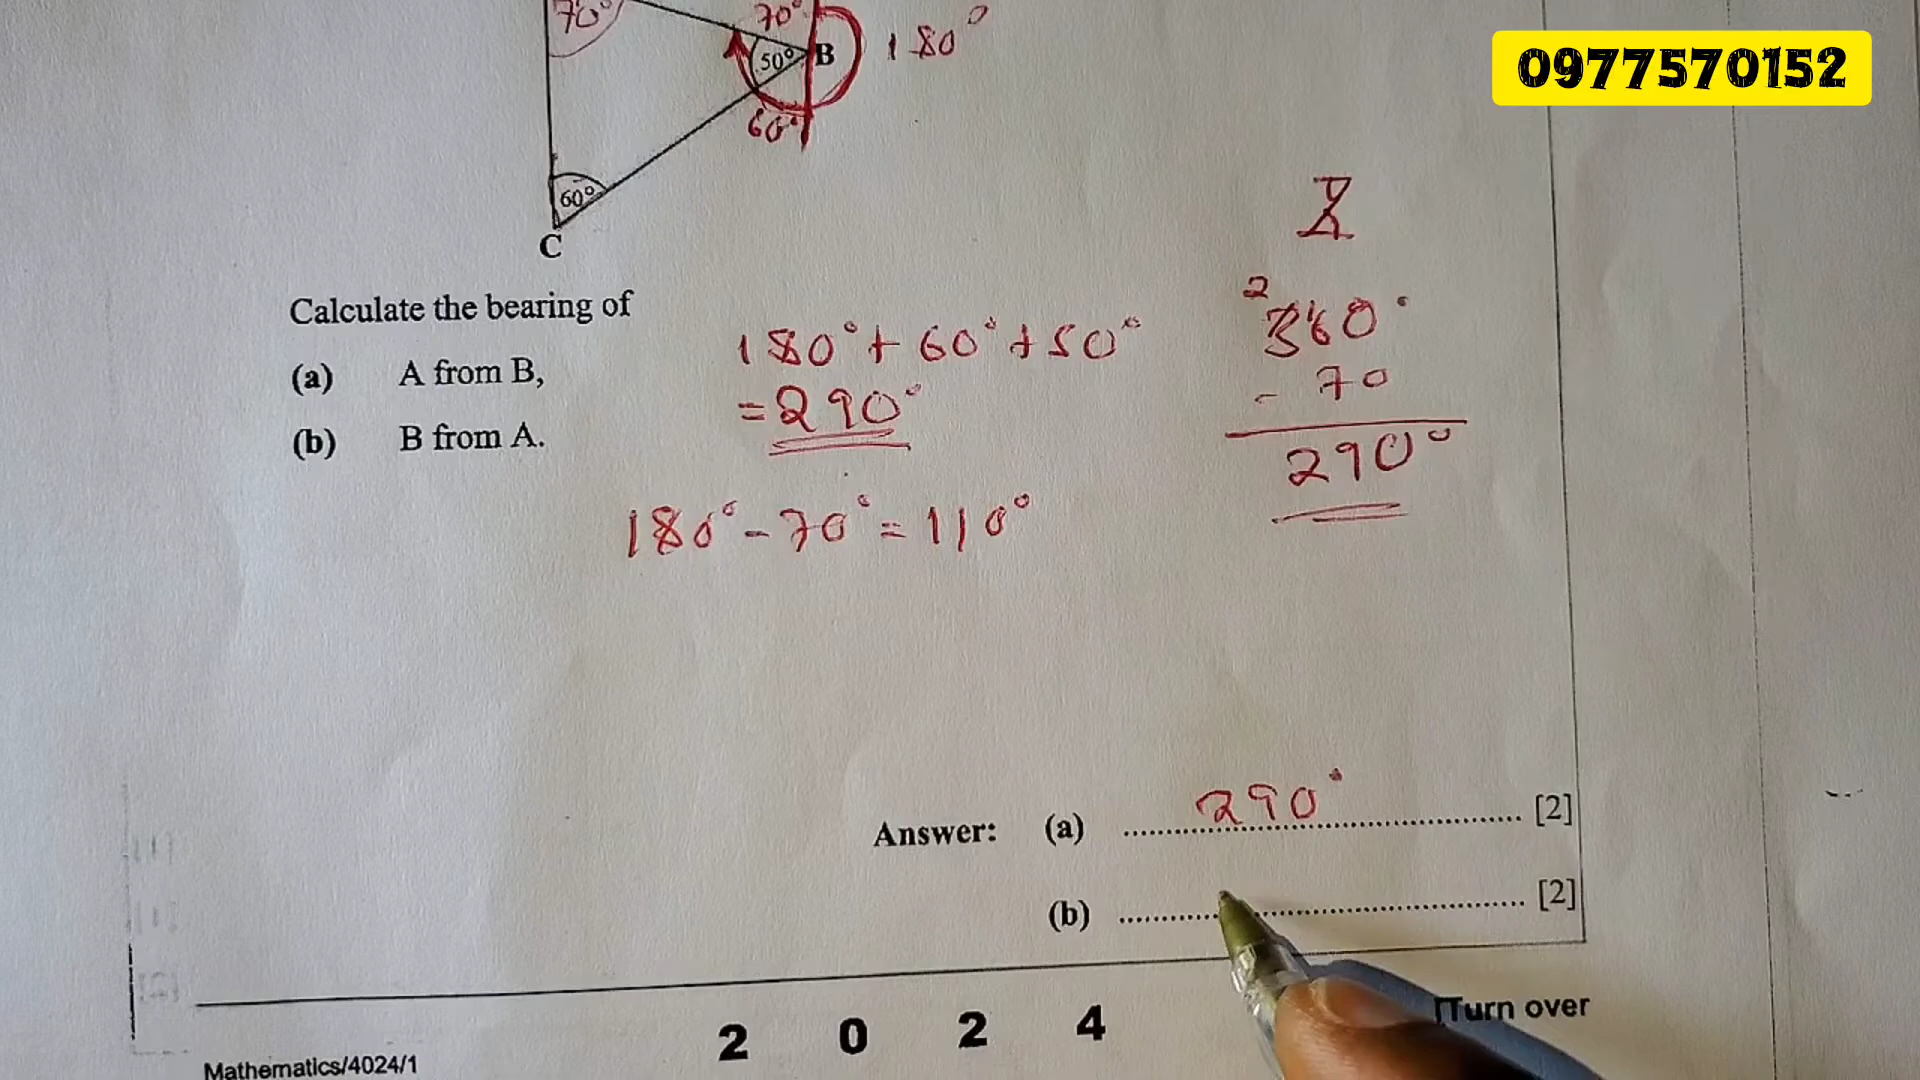 0977570152
70°
70°
50°
B
180°
60°
60°
C
Z
Calculate the bearing of
(a) A from B,
(b) B from A.
180° + 60° + 50°
= 290°
180° - 70° = 110°
2
360°
- 70
290°
Answer: (a) 290° [2]
(b) [2]
2 0 2 4
[Turn over
Mathematics/4024/1